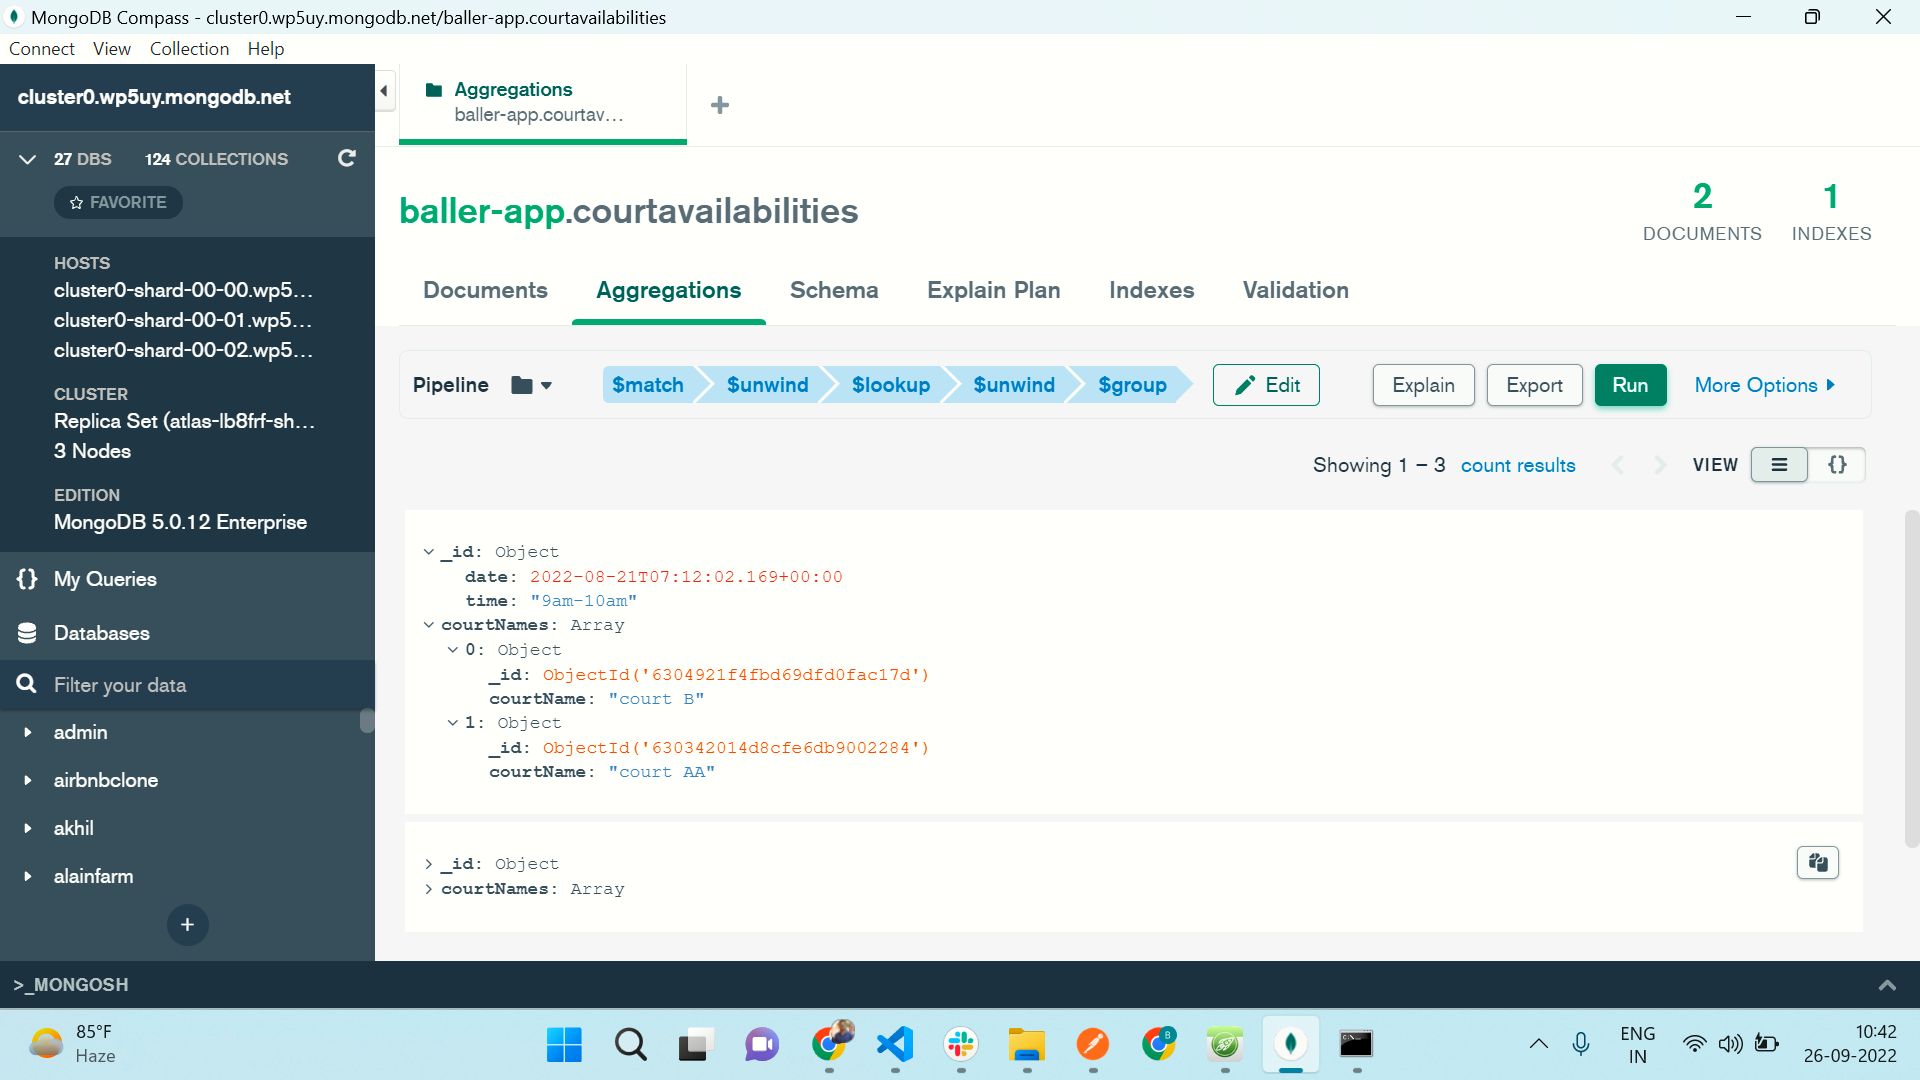 MongoDB Compass - cluster0.wp5uy.mongodb.net/baller-app.courtavailabilities
Connect View Collection Help
cluster0.wp5uy.mongodb.net
27 DBS 124 COLLECTIONS
FAVORITE
HOSTS
cluster0-shard-00-00.wp5...
cluster0-shard-00-01.wp5...
cluster0-shard-00-02.wp5...
CLUSTER
Replica Set (atlas-lb8frf-sh...
3 Nodes
EDITION
MongoDB 5.0.12 Enterprise
{} My Queries
Databases
Filter your data
admin
airbnbclone
akhil
alainfarm
+
Aggregations
baller-app.courtav...
+
baller-app.courtavailabilities
2
DOCUMENTS
1
INDEXES
Documents Aggregations Schema Explain Plan Indexes Validation
Pipeline $match $unwind $lookup $unwind $group Edit Explain Export Run More Options
Showing 1 – 3 count results VIEW {}
_id: Object
date: 2022-08-21T07:12:02.169+00:00
time: "9am-10am"
courtNames: Array
0: Object
_id: ObjectId('6304921f4fbd69dfd0fac17d')
courtName: "court B"
1: Object
_id: ObjectId('630342014d8cfe6db9002284')
courtName: "court AA"
_id: Object
courtNames: Array
>_MONGOSH
85°F
Haze
B
ENG
IN
10:42
26-09-2022